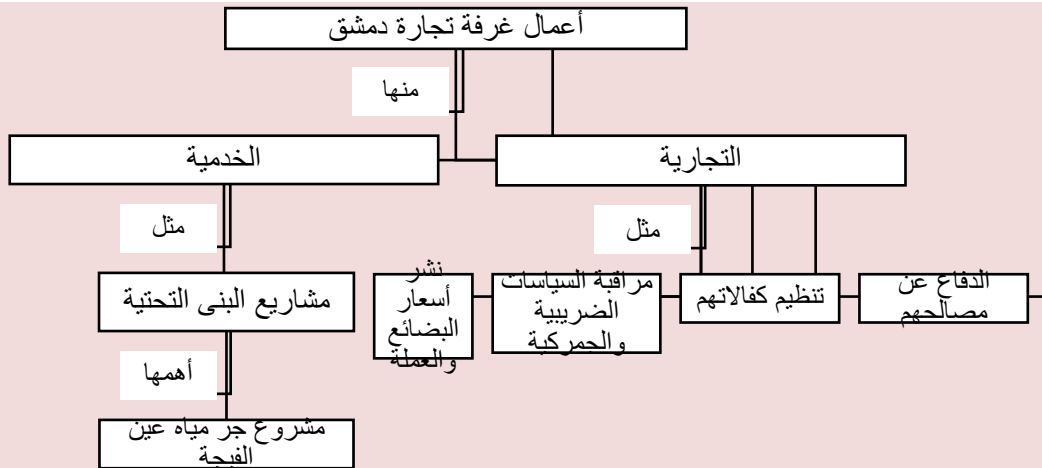 أعمال غرفة تجارة دمشق
منها
التجارية
الخدمية
مثل
مثل
الدفاع عن
مصالحهم
تنظيم كفالاتهم
مراقبة السياسات
الضريبية
والجمركية
نشر
أسعار
البضائع
والعملة
مشاريع البنى التحتية
أهمها
مشروع جر مياه عين
الفيجة